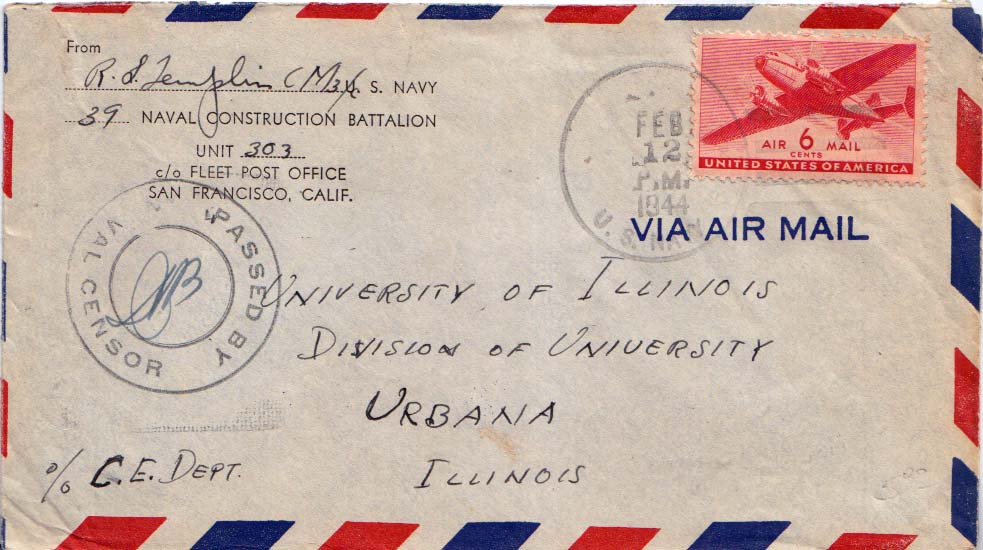 From
R. S. Templin CM3/c U. S. NAVY
39 NAVAL CONSTRUCTION BATTALION
UNIT 303
c/o FLEET POST OFFICE
SAN FRANCISCO, CALIF.
FEB
12
P.M.
1944
U. S.
AIR 6 MAIL
CENTS
UNITED STATES OF AMERICA
VIA AIR MAIL
PASSED BY
VAL CENSOR
UNIVERSITY OF ILLINOIS
DIVISION OF UNIVERSITY
URBANA
ILLINOIS
% C.E. DEPT.